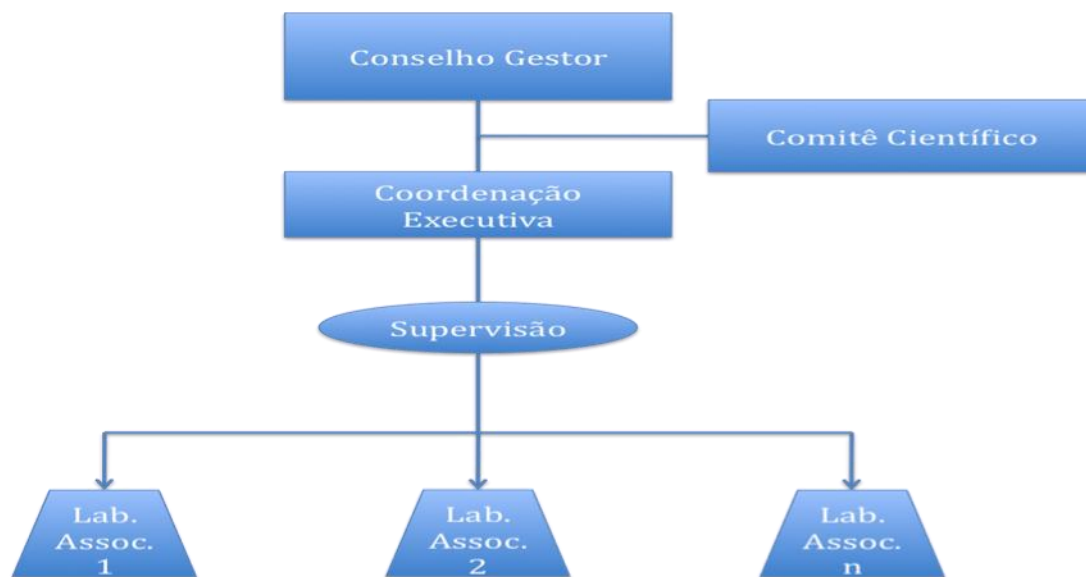 Conselho Gestor
Comitê Científico
Coordenação
Executiva
Supervisão
Lab.
Assoc.
1
Lab.
Assoc.
2
Lab.
Assoc.
n